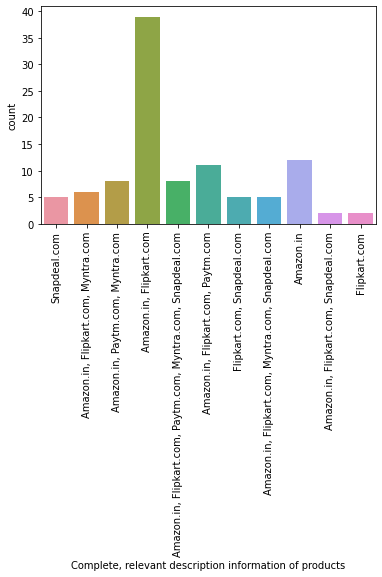 40
35
30
25
20
15
10
5
0
count
Snapdeal.com
Amazon.in, Flipkart.com, Myntra.com
Amazon.in, Paytm.com, Myntra.com
Amazon.in, Flipkart.com
Amazon.in, Flipkart.com, Paytm.com, Myntra.com, Snapdeal.com
Amazon.in, Flipkart.com, Paytm.com
Flipkart.com, Snapdeal.com
Amazon.in, Flipkart.com, Myntra.com, Snapdeal.com
Amazon.in
Amazon.in, Flipkart.com, Snapdeal.com
Flipkart.com
Complete, relevant description information of products